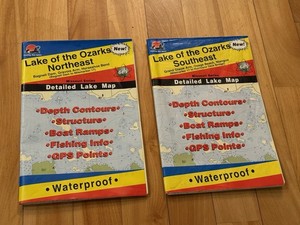 Lake of the Ozarks
Northeast
New!
Detailed Lake Map
•Depth Contours•
•Structure•
•Boat Ramps•
•Fishing Info•
•GPS Points•
•Waterproof•
Lake of the Ozarks
Southeast
New!
Detailed Lake Map
•Depth Contours•
•Structure•
•Boat Ramps•
•Fishing Info•
•GPS Points•
•Waterproof•